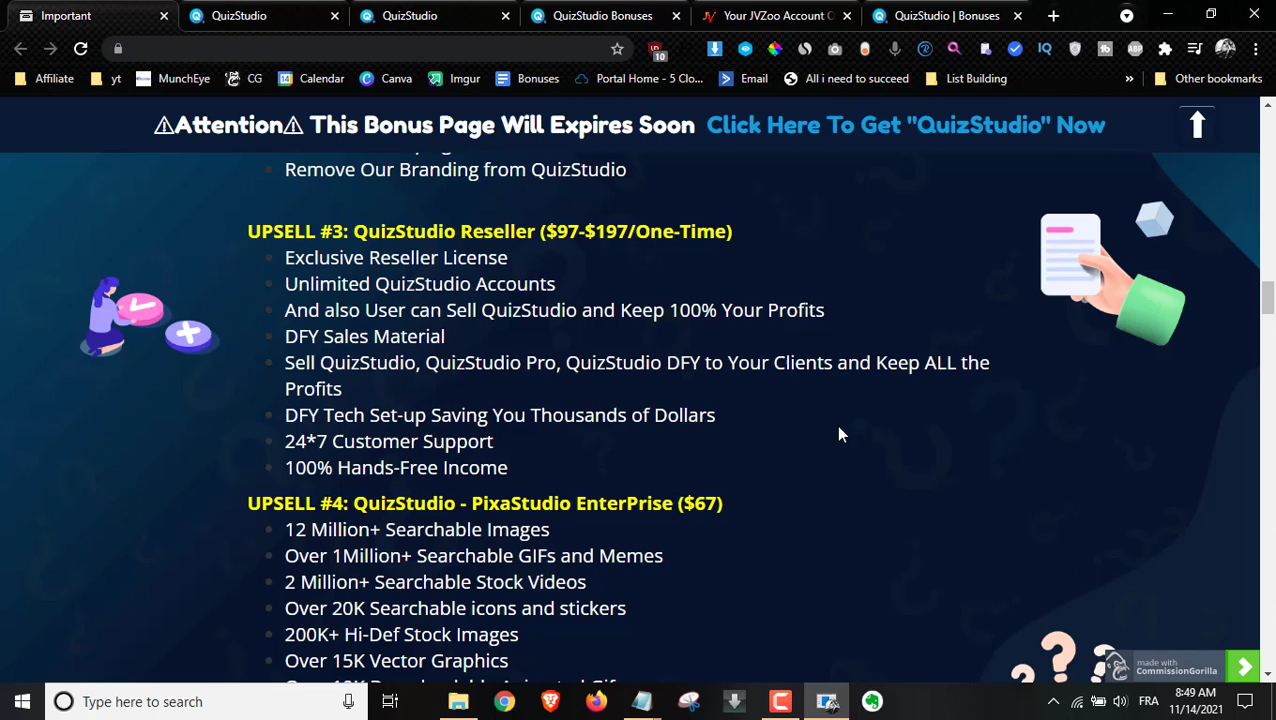 Important
QuizStudio
QuizStudio
QuizStudio Bonuses
Your JVZoo Account O
QuizStudio | Bonuses
10
Affiliate
yt
MunchEye
CG
Calendar
Canva
Imgur
Bonuses
Portal Home - 5 Clo...
Email
All i need to succeed
List Building
Other bookmarks
⚠Attention⚠ This Bonus Page Will Expires Soon Click Here To Get "QuizStudio" Now
Remove Our Branding from QuizStudio
UPSELL #3: QuizStudio Reseller ($97-$197/One-Time)
Exclusive Reseller License
Unlimited QuizStudio Accounts
And also User can Sell QuizStudio and Keep 100% Your Profits
DFY Sales Material
Sell QuizStudio, QuizStudio Pro, QuizStudio DFY to Your Clients and Keep ALL the
Profits
DFY Tech Set-up Saving You Thousands of Dollars
24*7 Customer Support
100% Hands-Free Income
UPSELL #4: QuizStudio - PixaStudio EnterPrise ($67)
12 Million+ Searchable Images
Over 1Million+ Searchable GIFs and Memes
2 Million+ Searchable Stock Videos
Over 20K Searchable icons and stickers
200K+ Hi-Def Stock Images
Over 15K Vector Graphics
made with
COMMISSIONGORILLA
Type here to search
FRA
8:49 AM
11/14/2021